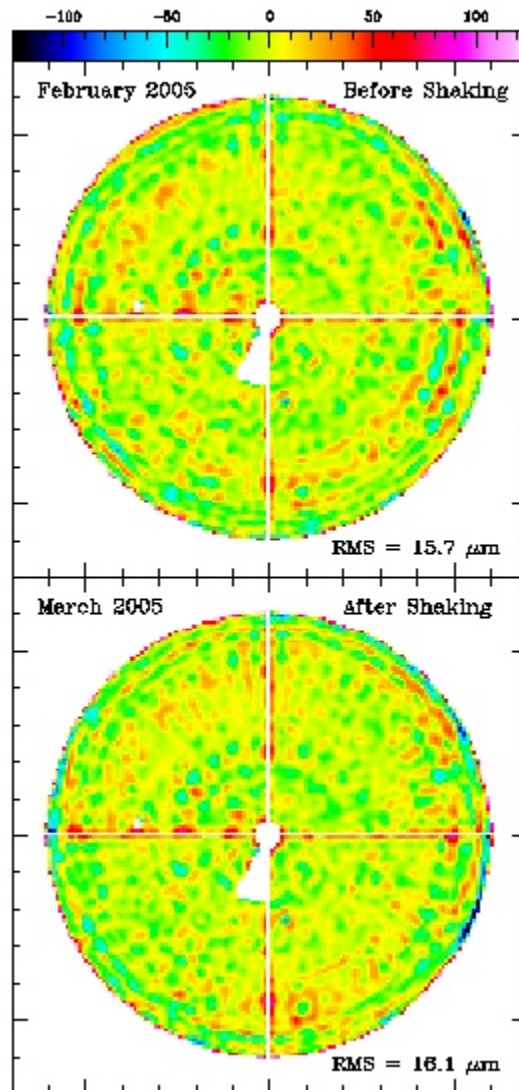 -100 -50 0 50 100
February 2005 Before Shaking
RMS = 15.7 μm
March 2005 After Shaking
RMS = 16.1 μm